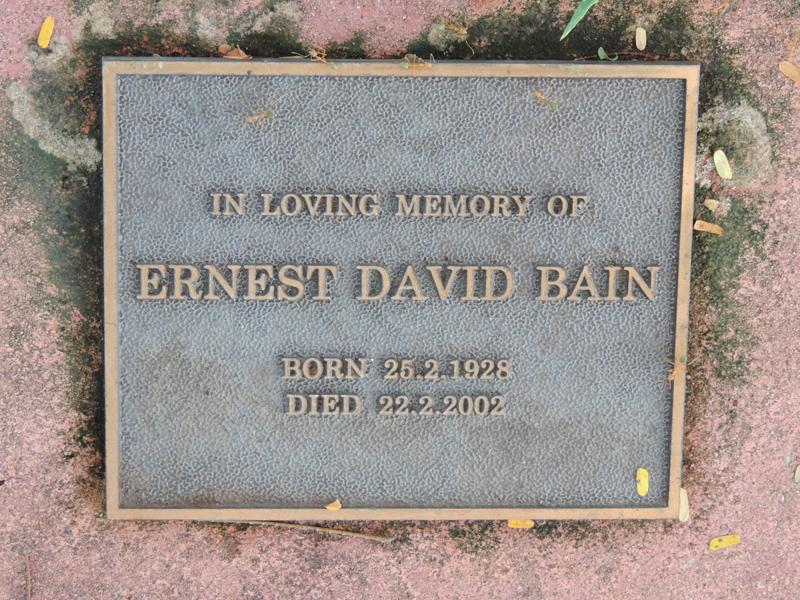 IN LOVING MEMORY OF
ERNEST DAVID BAIN
BORN 25.2.1928
DIED 22.2.2002